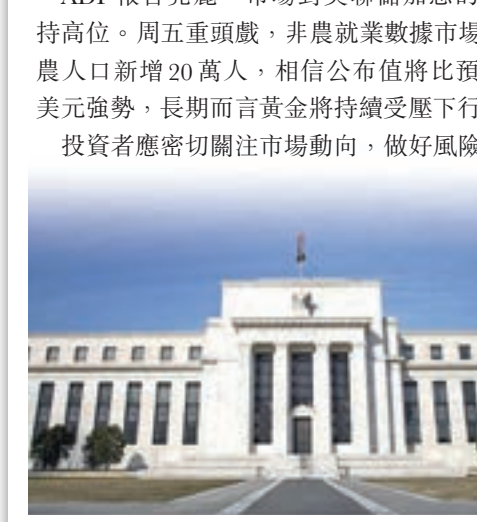 持高位。周五重頭戲,非農就業數據市場
農人口新增20萬人,相信公布值將比預
美元強勢,長期而言黃金將持續受壓下行
投資者應密切關注市場動向,做好風險